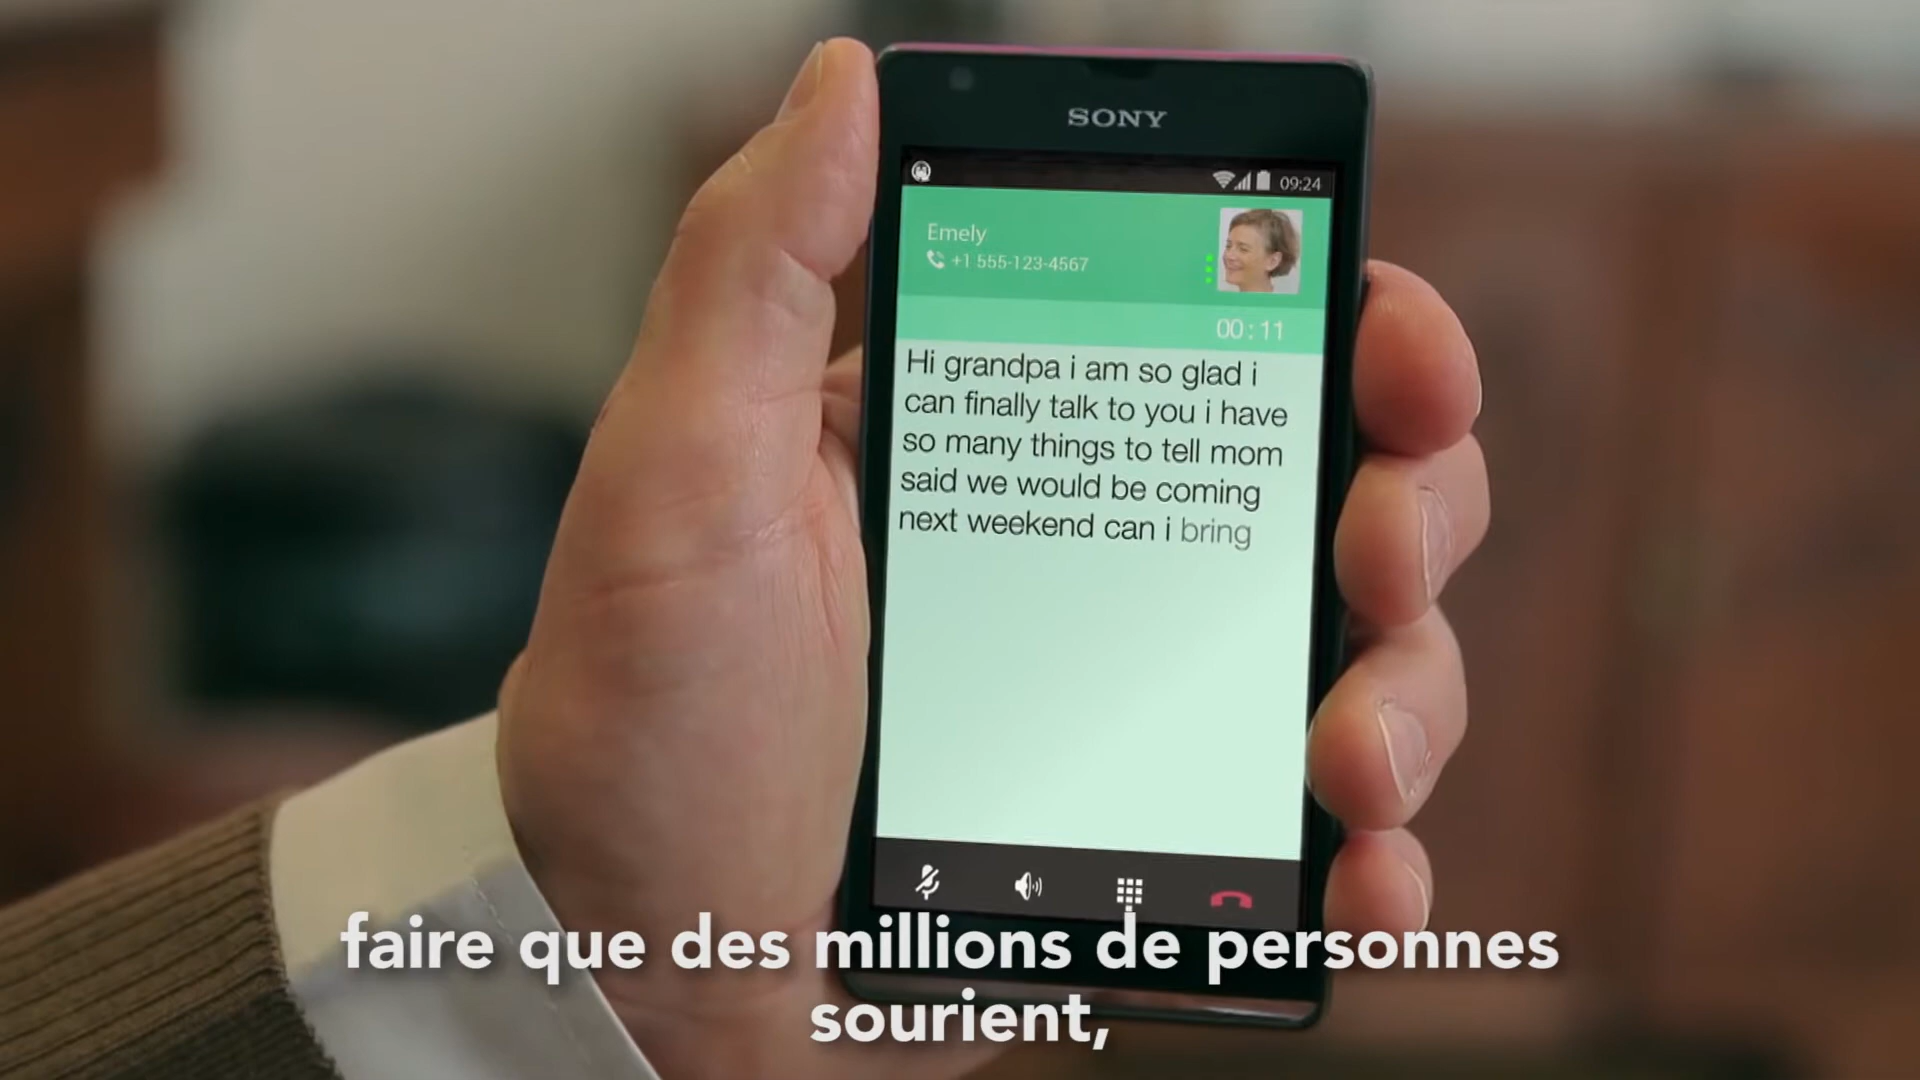 SONY
09:24
Emely
+1 555-123-4567
00:11
Hi grandpa i am so glad i
can finally talk to you i have
so many things to tell mom
said we would be coming
next weekend can i bring
faire que des millions de personnes
sourient,